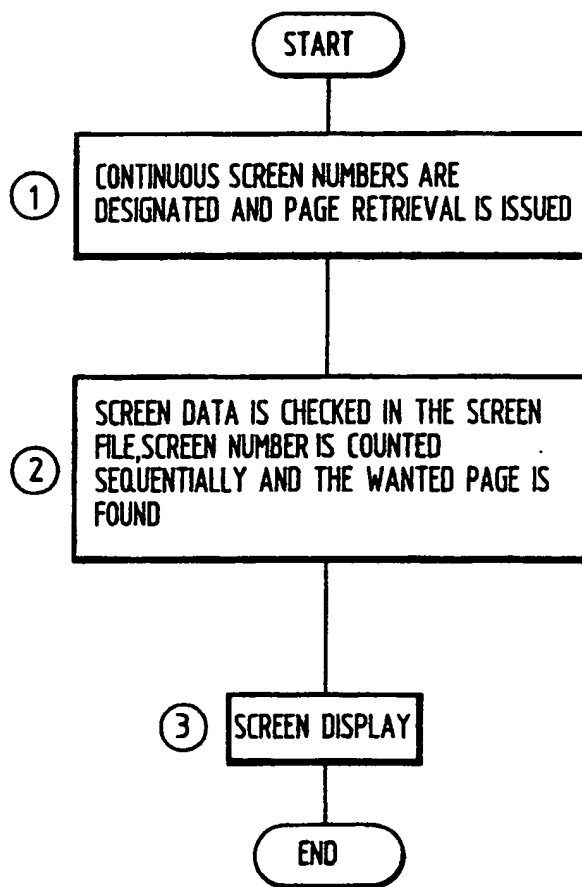 START
1
CONTINUOUS SCREEN NUMBERS ARE
DESIGNATED AND PAGE RETRIEVAL IS ISSUED
2
SCREEN DATA IS CHECKED IN THE SCREEN
FILE,SCREEN NUMBER IS COUNTED
SEQUENTIALLY AND THE WANTED PAGE IS
FOUND
3
SCREEN DISPLAY
END